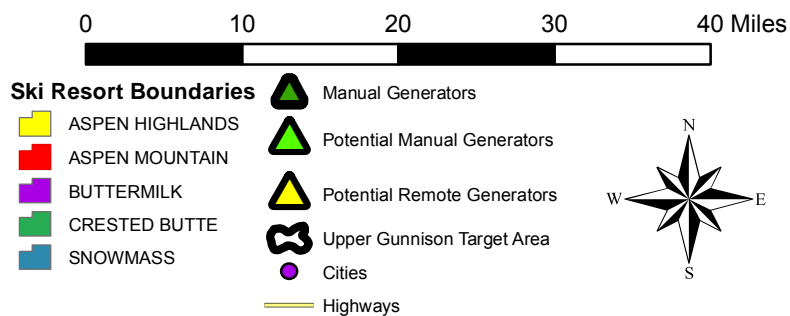 0 10 20 30 40 Miles
Ski Resort Boundaries
ASPEN HIGHLANDS
ASPEN MOUNTAIN
BUTTERMILK
CRESTED BUTTE
SNOWMASS
Manual Generators
Potential Manual Generators
Potential Remote Generators
Upper Gunnison Target Area
Cities
Highways
N
W E
S